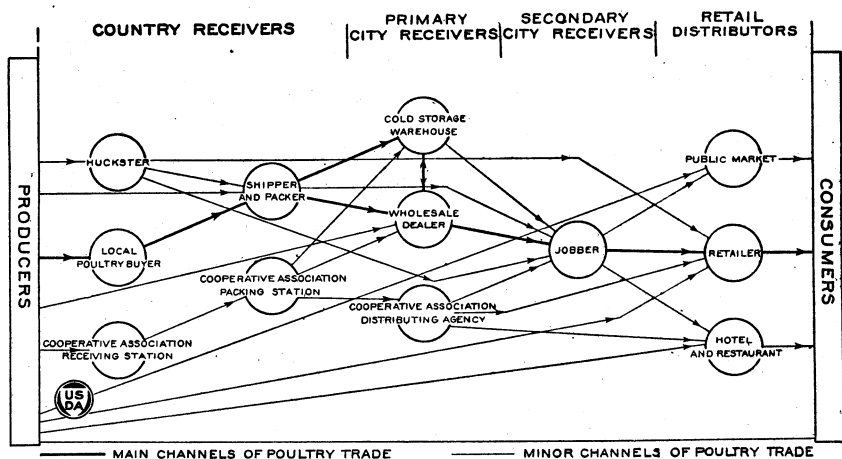 COUNTRY RECEIVERS
PRIMARY
CITY RECEIVERS
SECONDARY
CITY RECEIVERS
RETAIL
DISTRIBUTORS
PRODUCERS
HUCKSTER
LOCAL
POULTRY BUYER
COOPERATIVE ASSOCIATION
RECEIVING STATION
SHIPPER
AND PACKER
COOPERATIVE ASSOCIATION
PACKING STATION
COLD STORAGE
WAREHOUSE
WHOLESALE
DEALER
COOPERATIVE ASSOCIATION
DISTRIBUTING AGENCY
JOBBER
PUBLIC MARKET
RETAILER
HOTEL
AND RESTAURANT
CONSUMERS
US
DA
MAIN CHANNELS OF POULTRY TRADE
MINOR CHANNELS OF POULTRY TRADE